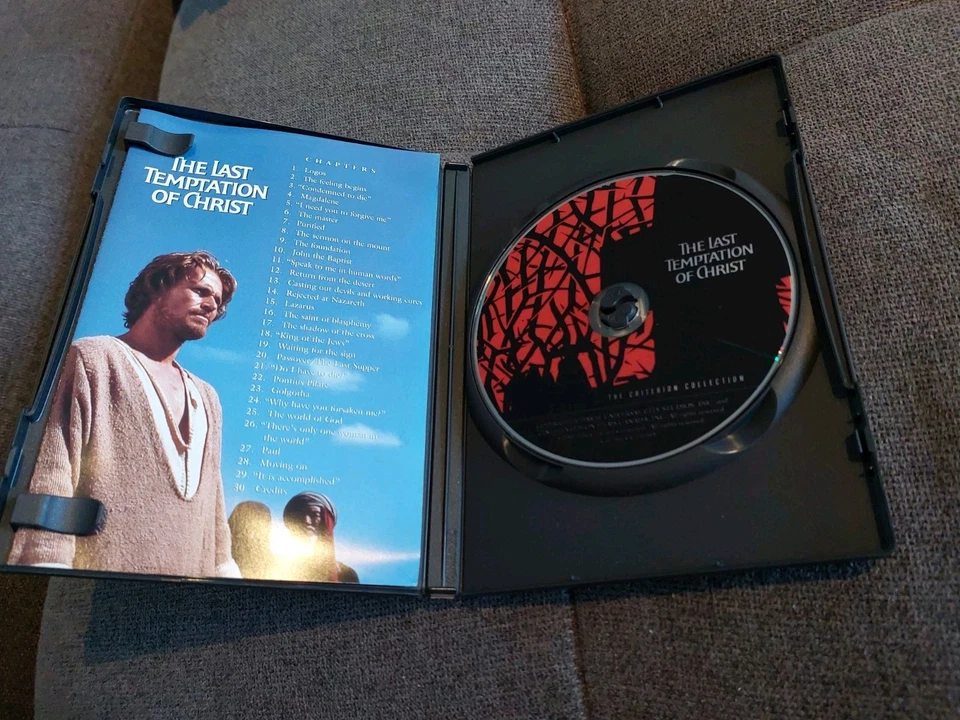 THE LAST
TEMPTATION
OF CHRIST
CHAPTERS
1. Logos
2. The feeling begins
3. "Condemned to die"
4. Magdalene
5. "I need you to forgive me"
6. The master
7. Purified
8. The sermon on the mount
9. The foundation
10. John the Baptist
11. "Speak to me in human words"
12. Return from the desert
13. Casting out devils and working cures
14. Rejected at Nazareth
15. Lazarus
16. The saint of blasphemy
17. The shadow of the cross
18. "King of the Jews"
19. Waiting for the sign
20. Passover/The Last Supper
21. "Do I have to die?"
22. Pontius Pilate
23. Golgotha
24. "Why have you forsaken me?"
25. The world of God
26. "There's only one woman in
the world"
27. Paul
28. Moving on
29. "It is accomplished"
30. Credits
THE LAST
TEMPTATION
OF CHRIST
THE CRITERION COLLECTION